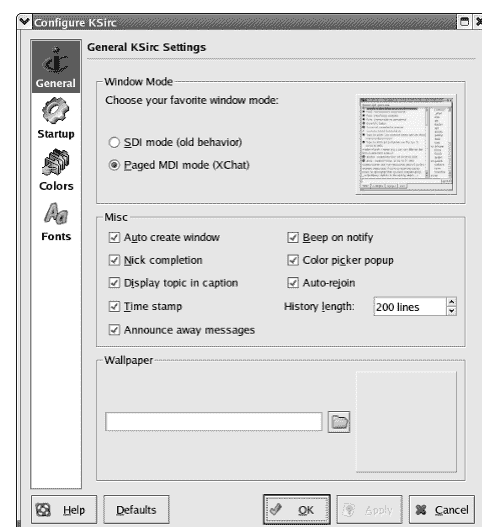 Configure KSirc
General KSirc Settings
General
Startup
Colors
Fonts
Window Mode
Choose your favorite window mode:
SDI mode (old behavior)
Paged MDI mode (XChat)
Misc
Auto create window
Beep on notify
Nick completion
Color picker popup
Display topic in caption
Auto-rejoin
Time stamp
History length: 200 lines
Announce away messages
Wallpaper
Help Defaults OK Apply Cancel